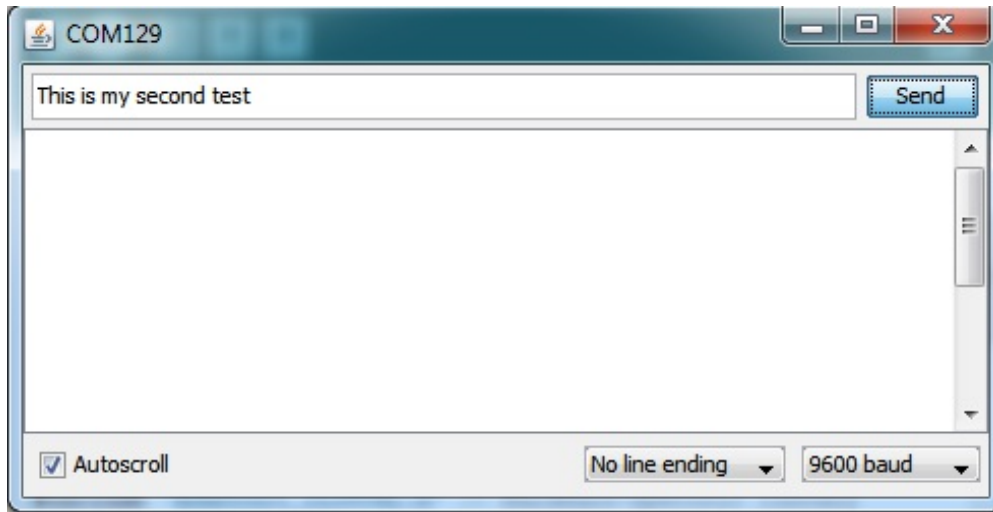 COM129
This is my second test
Send
Autoscroll
No line ending
9600 baud